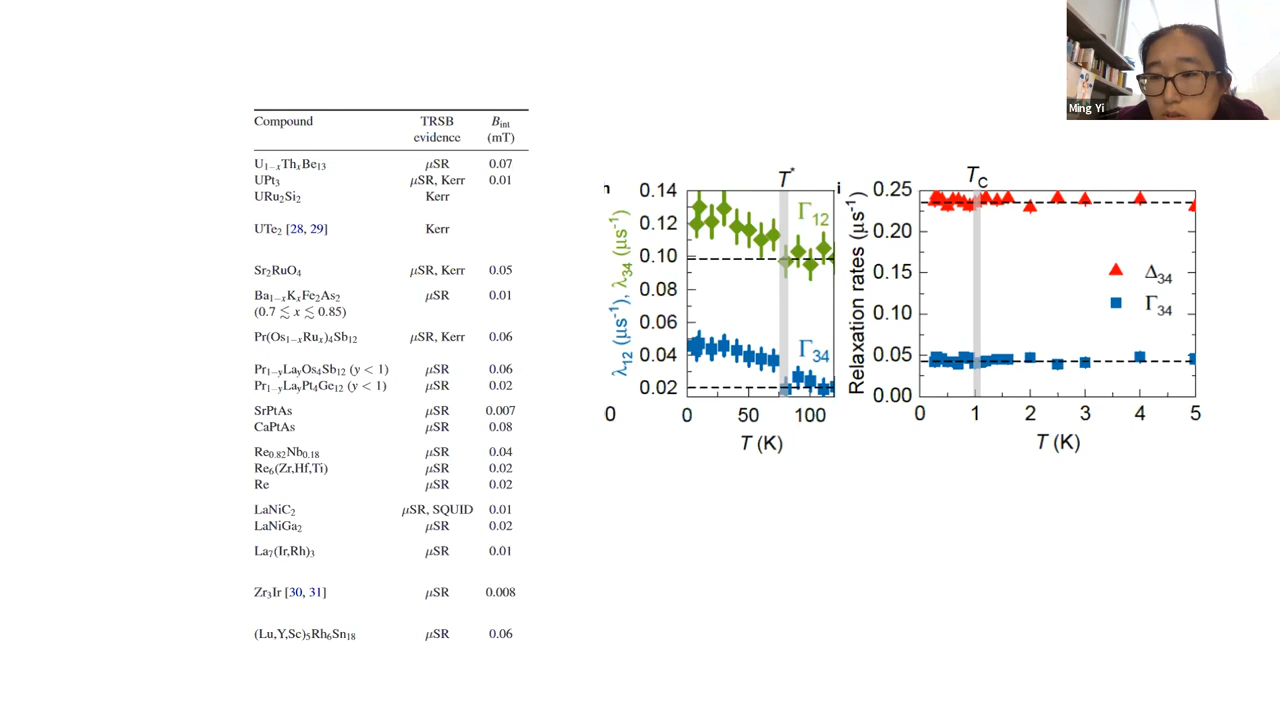 Ming Yi
Compound TRSB evidence B_int (mT)
U₁₋ₓThₓBe₁₃ μSR 0.07
UPt₃ μSR, Kerr 0.01
URu₂Si₂ Kerr
UTe₂ [28, 29] Kerr
Sr₂RuO₄ μSR, Kerr 0.05
Ba₁₋ₓKₓFe₂As₂ μSR 0.01
(0.7 ≲ x ≲ 0.85)
Pr(Os₁₋ₓRuₓ)₄Sb₁₂ μSR, Kerr 0.06
Pr₁₋yLayOs₄Sb₁₂ (y < 1) μSR 0.06
Pr₁₋yLayPt₄Ge₁₂ (y < 1) μSR 0.02
SrPtAs μSR 0.007
CaPtAs μSR 0.08
Re₀.₈₂Nb₀.₁₈ μSR 0.04
Re₆(Zr,Hf,Ti) μSR 0.02
Re μSR 0.02
LaNiC₂ μSR, SQUID 0.01
LaNiGa₂ μSR 0.02
La₇(Ir,Rh)₃ μSR 0.01
Zr₃Ir [30, 31] μSR 0.008
(Lu,Y,Sc)₅Rh₆Sn₁₈ μSR 0.06
T*
λ₁₂ (μs⁻¹), λ₃₄ (μs⁻¹)
0.14
0.12
0.10
0.08
0.06
0.04
0.02
Γ₁₂
Γ₃₄
0
0 50 100
T (K)
i
T_C
Relaxation rates (μs⁻¹)
0.25
0.20
0.15
0.10
0.05
0.00
Δ₃₄
Γ₃₄
0 1 2 3 4 5
T (K)